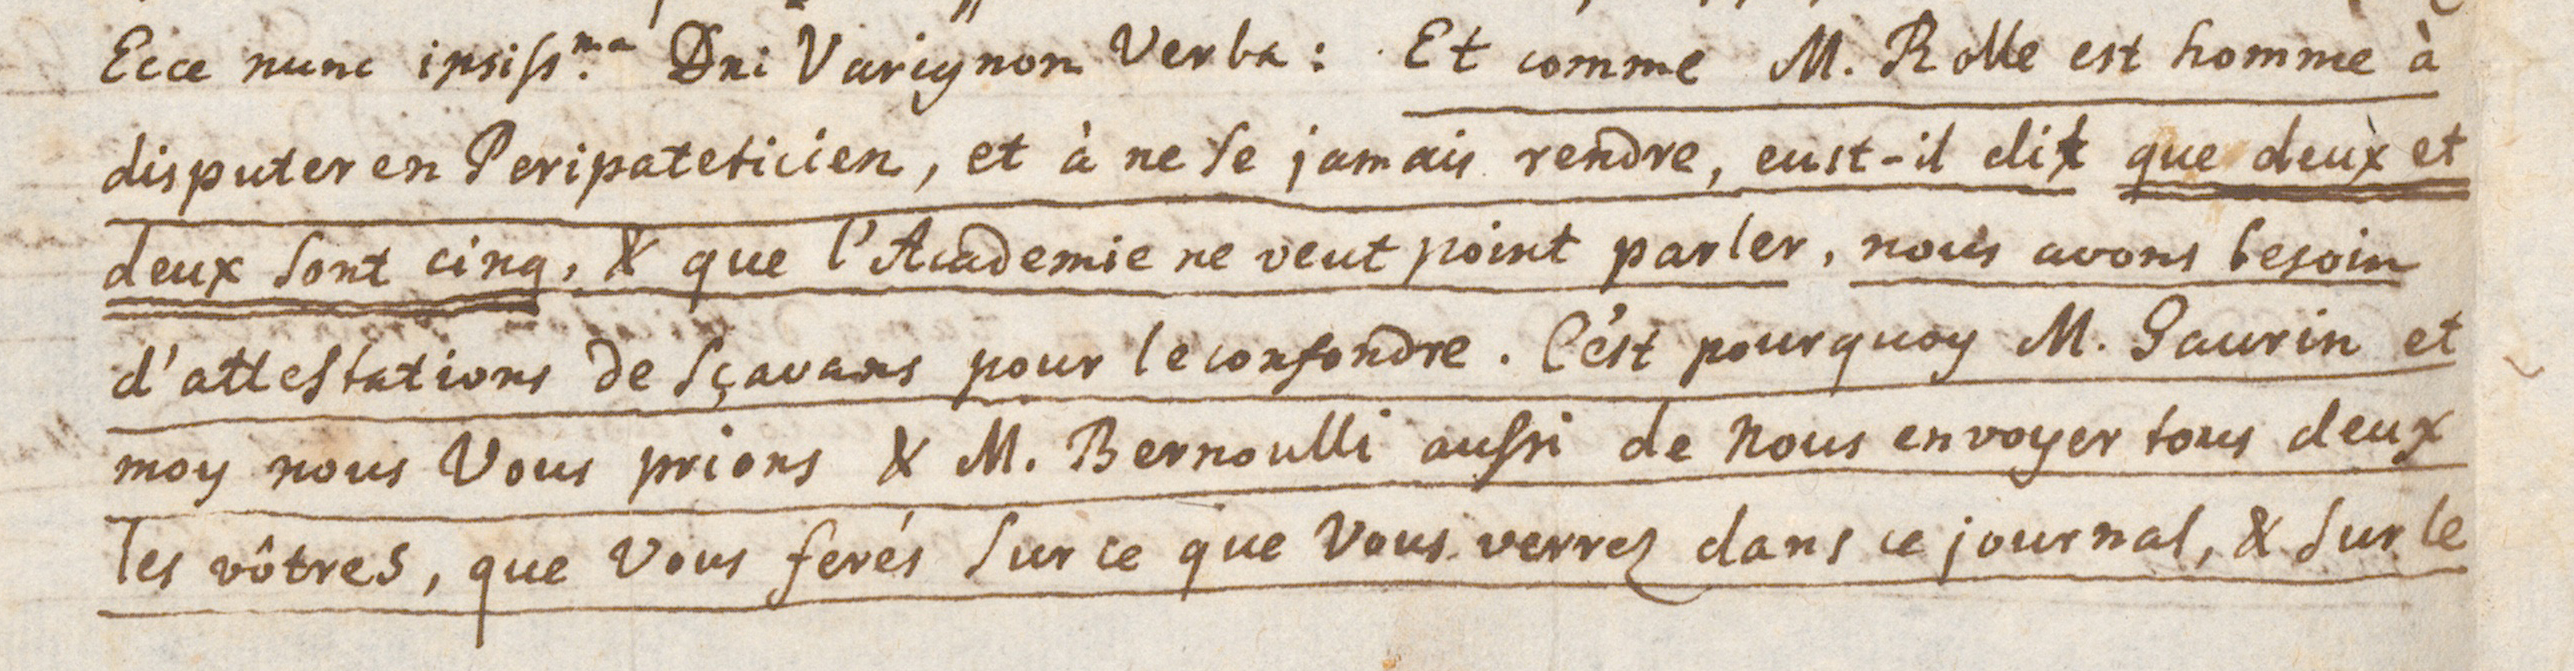 Ecce nunc ipsiss.ma Dni Varignon Verba: Et comme M. Rolle est homme à
disputer en Peripateticien, et à ne se jamais rendre, eust-il dit que deux et
deux sont cinq, & que l'Academie ne veut point parler, nous avons besoin
d'attestations de sçavans pour le confondre. C'est pourquoy M. Saurin et
moy nous Vous prions & M. Bernoulli aussi de Nous envoyer tous deux
les vôtres, que Vous ferés sur ce que Vous verrez dans ce journal, & sur le